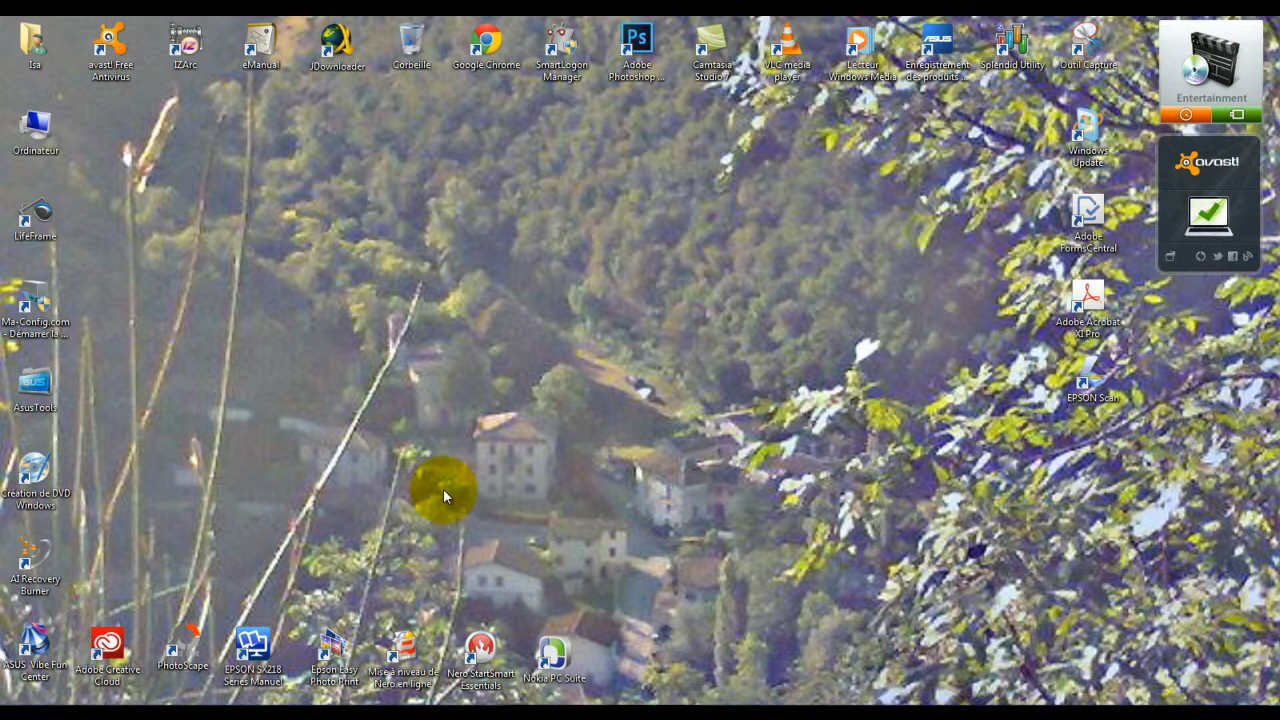 Isa
avast! Free
Antivirus
IZArc
eManual
JDownloader
Corbeille
Google Chrome
SmartLogon
Manager
Ps
Adobe
Photoshop ...
Camtasia
Studio 7
VLC media
player
Lecteur
Windows Media
ASUS
Enregistrement
des produits ...
Splendid Utility
Outil Capture
Entertainment
Ordinateur
Windows
Update
avast!
LifeFrame
Adobe
FormsCentral
Ma-Config.com
- Démarrer la ...
Adobe Acrobat
XI Pro
AsusTools
EPSON Scan
Création de DVD
Windows
AI Recovery
Burner
ASUS Vibe Fun
Center
Adobe Creative
Cloud
PhotoScape
EPSON SX218
Series Manuel
Epson Easy
Photo Print
Mise à niveau de
Nero en ligne
Nero StartSmart
Essentials
Nokia PC Suite